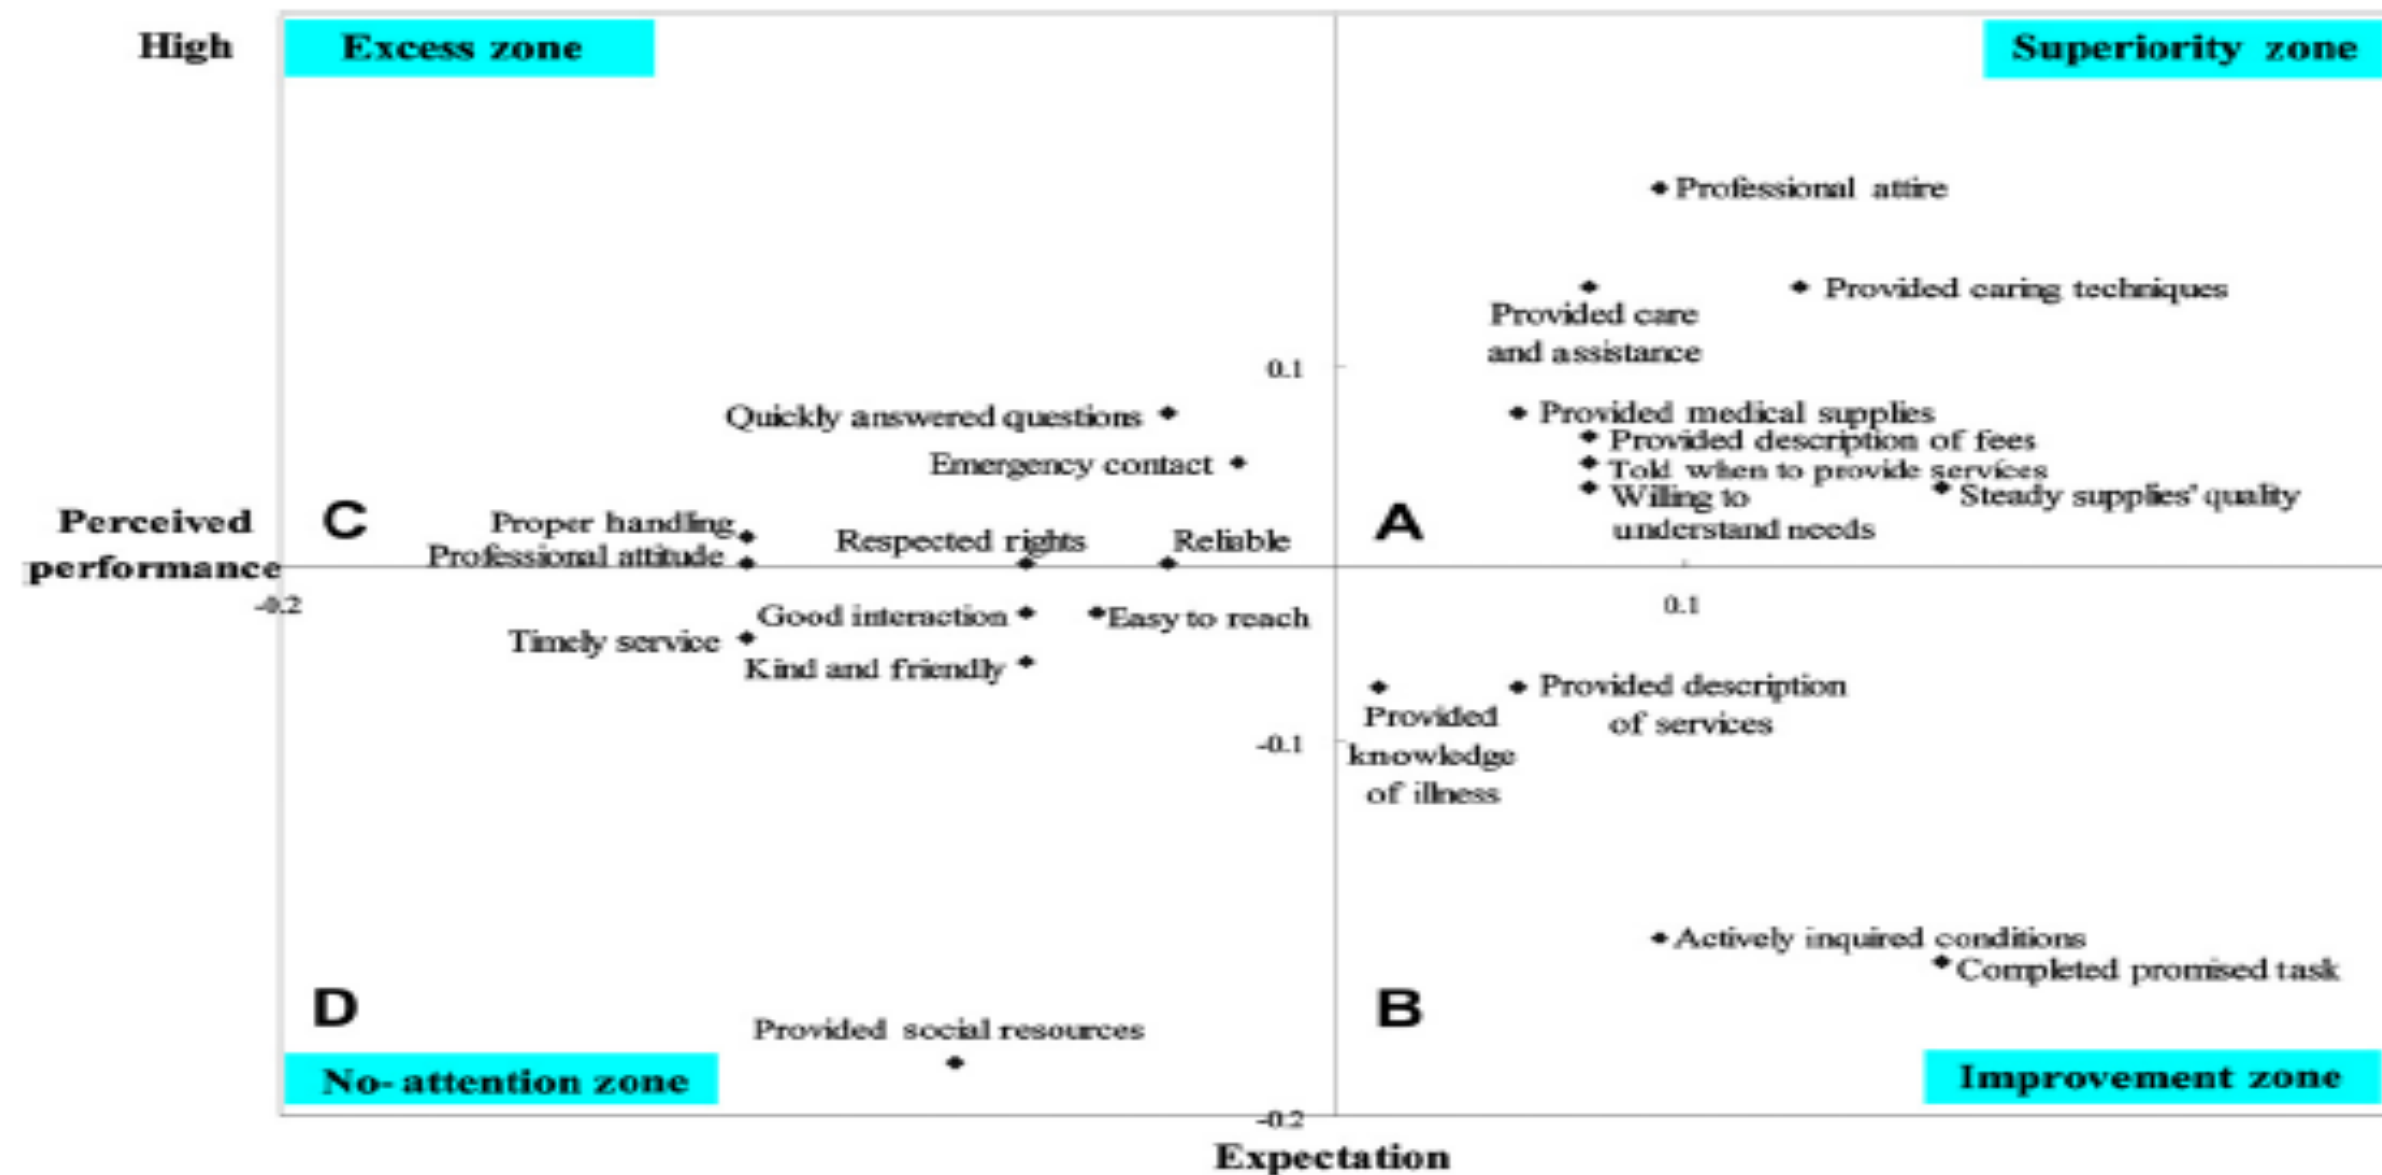 High
Excess zone
Superiority zone
Professional attire
Provided caring techniques
Provided care
and assistance
0.1
Quickly answered questions
Provided medical supplies
Provided description of fees
Emergency contact
Told when to provide services
Willing to
understand needs
Steady supplies' quality
Perceived
performance
C
Proper handling
Professional attitude
Respected rights
Reliable
A
-0.2
0.1
Good interaction
Easy to reach
Timely service
Kind and friendly
Provided description
of services
Provided
knowledge
of illness
-0.1
Actively inquired conditions
Completed promised task
D
B
Provided social resources
No-attention zone
Improvement zone
-0.2
Expectation